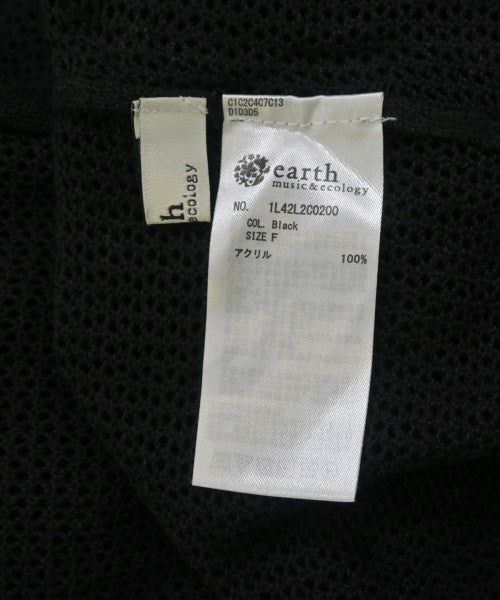 C1C2C4C7C13
D1D3D5
earth
music&ecology
NO. 1L42L2C0200
COL. Black
SIZE F
アクリル 100%
h
ecology